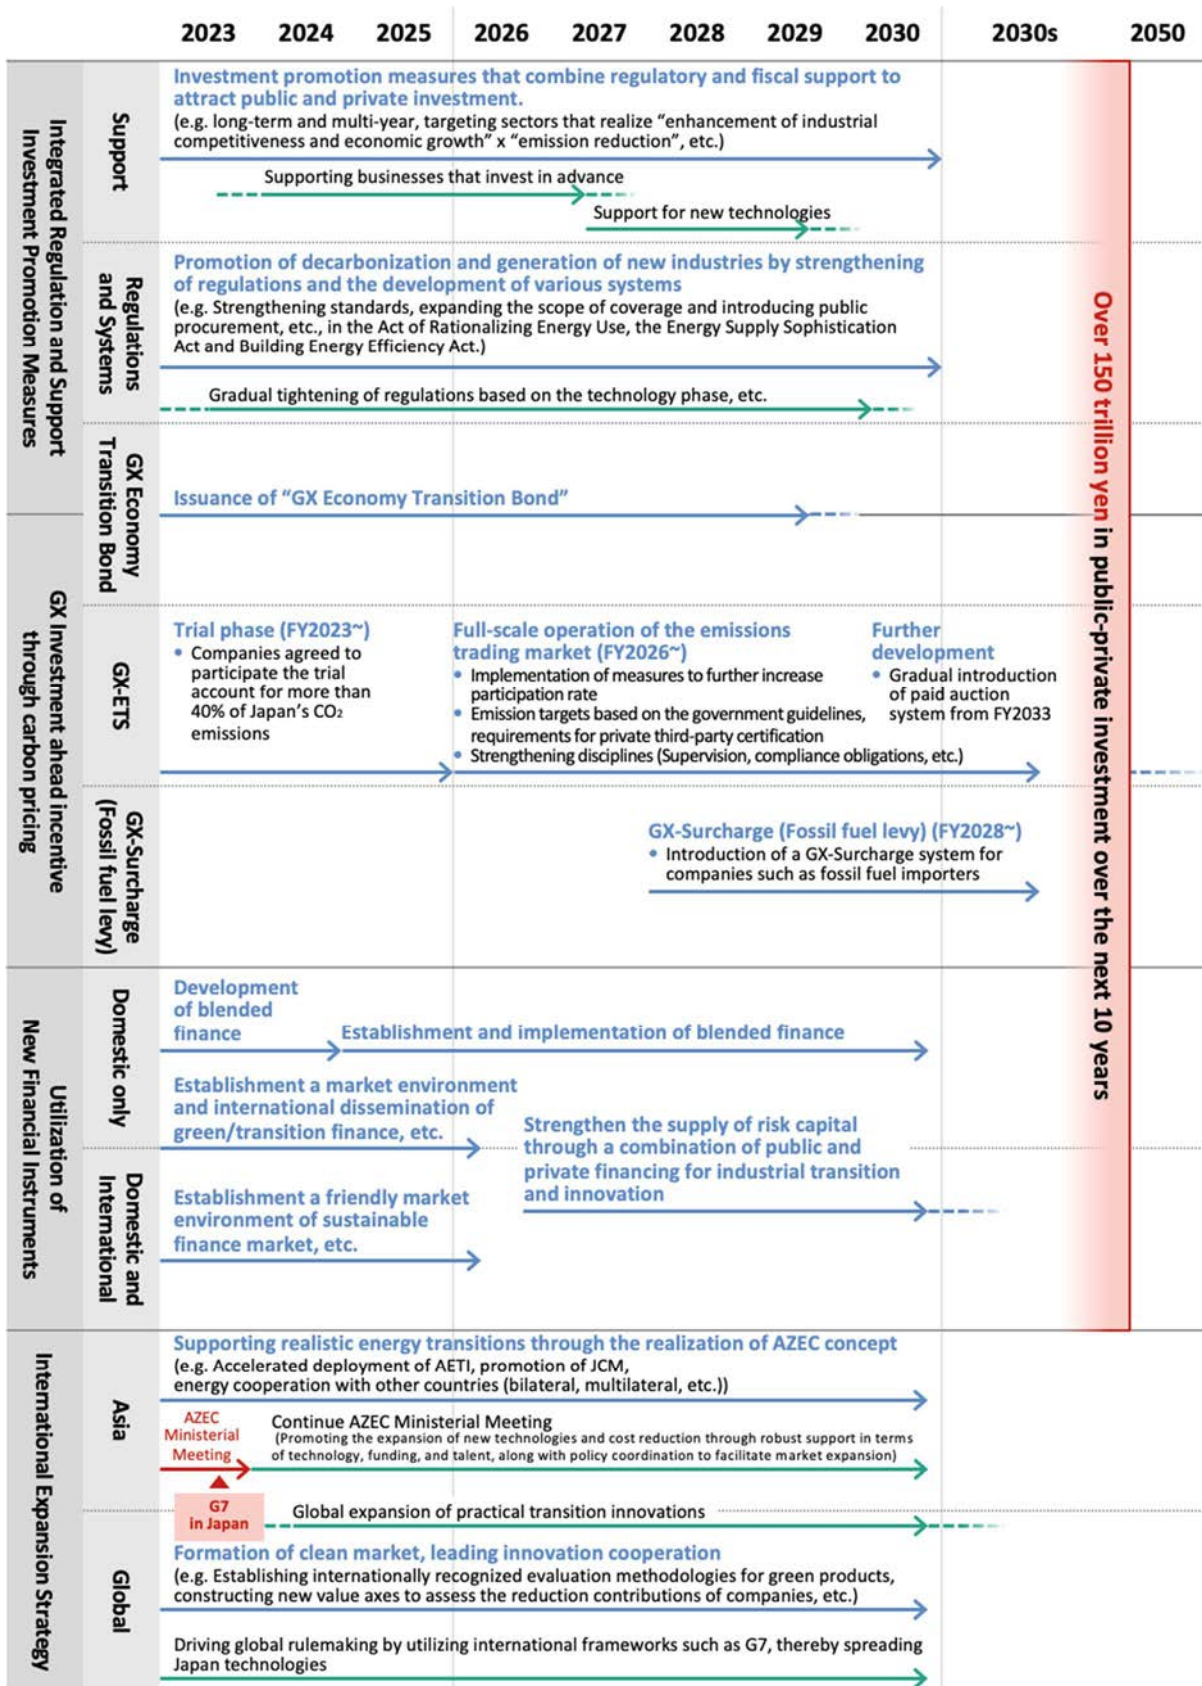 2023 2024 2025 2026 2027 2028 2029 2030 2030s 2050
Integrated Regulation and Support
Investment Promotion Measures
Support
Investment promotion measures that combine regulatory and fiscal support to
attract public and private investment.
(e.g. long-term and multi-year, targeting sectors that realize “enhancement of industrial
competitiveness and economic growth” x “emission reduction”, etc.)
Supporting businesses that invest in advance
Support for new technologies
Regulations
and Systems
Promotion of decarbonization and generation of new industries by strengthening
of regulations and the development of various systems
(e.g. Strengthening standards, expanding the scope of coverage and introducing public
procurement, etc., in the Act of Rationalizing Energy Use, the Energy Supply Sophistication
Act and Building Energy Efficiency Act.)
Gradual tightening of regulations based on the technology phase, etc.
GX Economy
Transition Bond
Issuance of “GX Economy Transition Bond”
GX Investment ahead incentive
through carbon pricing
GX-ETS
Trial phase (FY2023~)
• Companies agreed to
participate the trial
account for more than
40% of Japan’s CO₂
emissions
Full-scale operation of the emissions
trading market (FY2026~)
• Implementation of measures to further increase
participation rate
• Emission targets based on the government guidelines,
requirements for private third-party certification
• Strengthening disciplines (Supervision, compliance obligations, etc.)
Further
development
• Gradual introduction
of paid auction
system from FY2033
GX-Surcharge
(Fossil fuel levy)
GX-Surcharge (Fossil fuel levy) (FY2028~)
• Introduction of a GX-Surcharge system for
companies such as fossil fuel importers
Over 150 trillion yen in public-private investment over the next 10 years
Utilization of
New Financial Instruments
Domestic only
Development
of blended
finance
Establishment and implementation of blended finance
Establishment a market environment
and international dissemination of
green/transition finance, etc.
Strengthen the supply of risk capital
through a combination of public and
private financing for industrial transition
and innovation
Domestic and
International
Establishment a friendly market
environment of sustainable
finance market, etc.
International Expansion Strategy
Asia
Supporting realistic energy transitions through the realization of AZEC concept
(e.g. Accelerated deployment of AETI, promotion of JCM,
energy cooperation with other countries (bilateral, multilateral, etc.))
AZEC
Ministerial
Meeting
Continue AZEC Ministerial Meeting
(Promoting the expansion of new technologies and cost reduction through robust support in terms
of technology, funding, and talent, along with policy coordination to facilitate market expansion)
G7
in Japan
Global expansion of practical transition innovations
Global
Formation of clean market, leading innovation cooperation
(e.g. Establishing internationally recognized evaluation methodologies for green products,
constructing new value axes to assess the reduction contributions of companies, etc.)
Driving global rulemaking by utilizing international frameworks such as G7, thereby spreading
Japan technologies